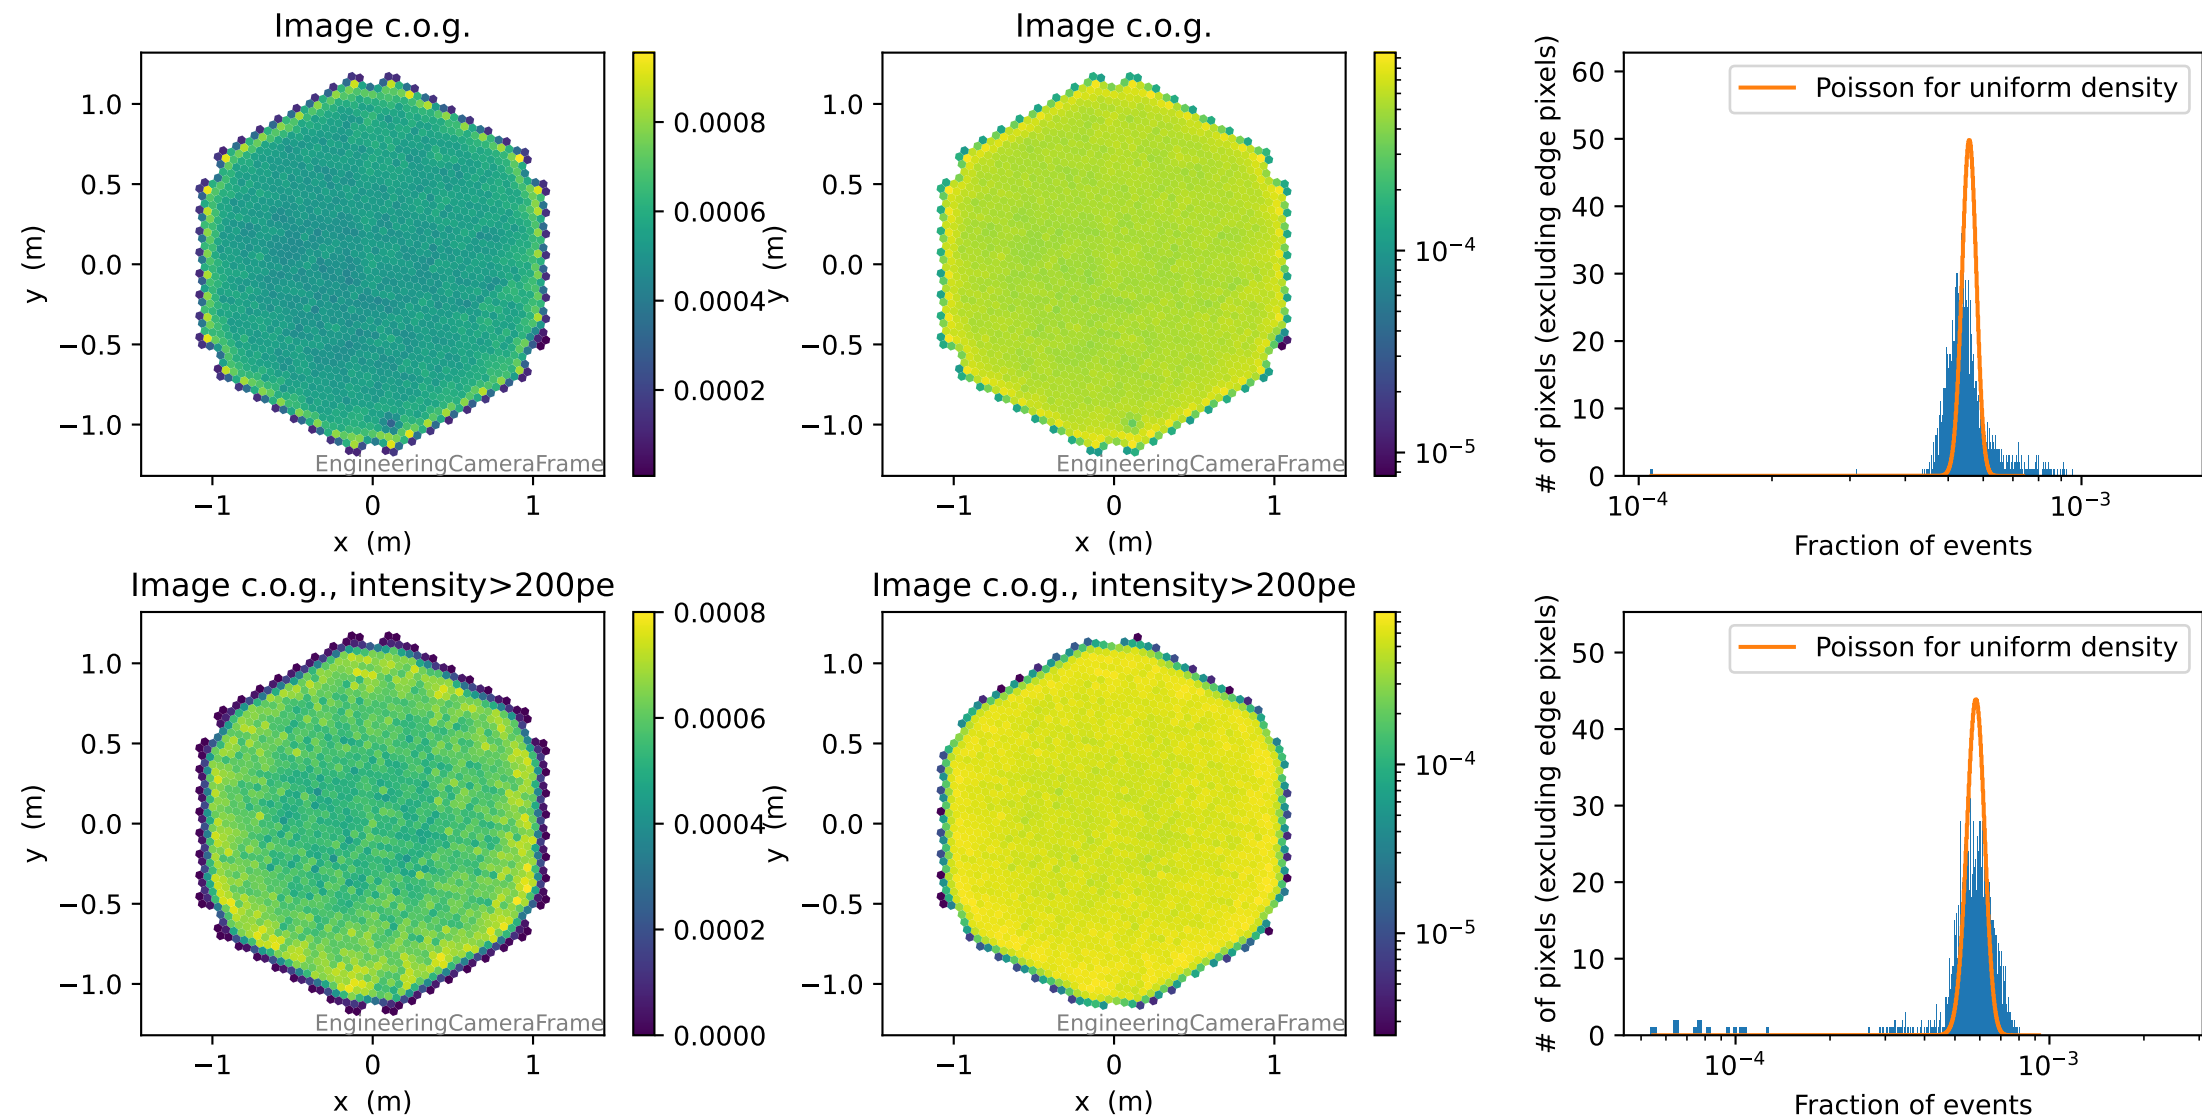 Image c.o.g.
y (m)
1.0
0.5
0.0
−0.5
−1.0
−1
0
1
x (m)
EngineeringCameraFrame
0.0008
0.0006
0.0004
0.0002
Image c.o.g.
y (m)
1.0
0.5
0.0
−0.5
−1.0
−1
0
1
x (m)
EngineeringCameraFrame
10⁻⁴
10⁻⁵
# of pixels (excluding edge pixels)
60
50
40
30
20
10
0
Poisson for uniform density
10⁻⁴
10⁻³
Fraction of events
Image c.o.g., intensity>200pe
y (m)
1.0
0.5
0.0
−0.5
−1.0
−1
0
1
x (m)
EngineeringCameraFrame
0.0008
0.0006
0.0004
0.0002
0.0000
Image c.o.g., intensity>200pe
y (m)
1.0
0.5
0.0
−0.5
−1.0
−1
0
1
x (m)
EngineeringCameraFrame
10⁻⁴
10⁻⁵
# of pixels (excluding edge pixels)
50
40
30
20
10
0
Poisson for uniform density
10⁻⁴
10⁻³
Fraction of events